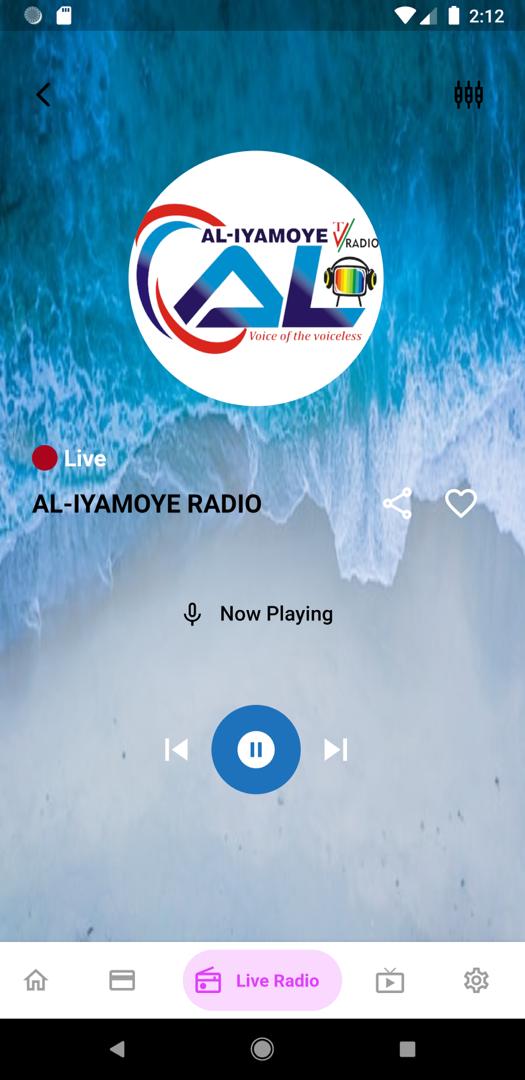 2:12
AL-IYAMOYE
TV RADIO
AL
Voice of the voiceless
Live
AL-IYAMOYE RADIO
Now Playing
Live Radio